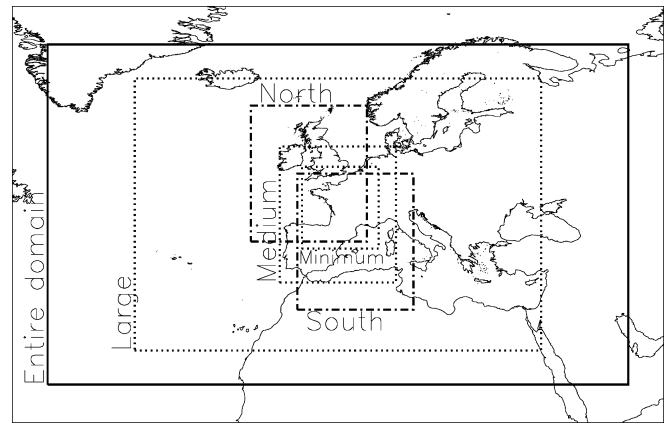 North
Medium
Minimum
South
Large
Entire domain